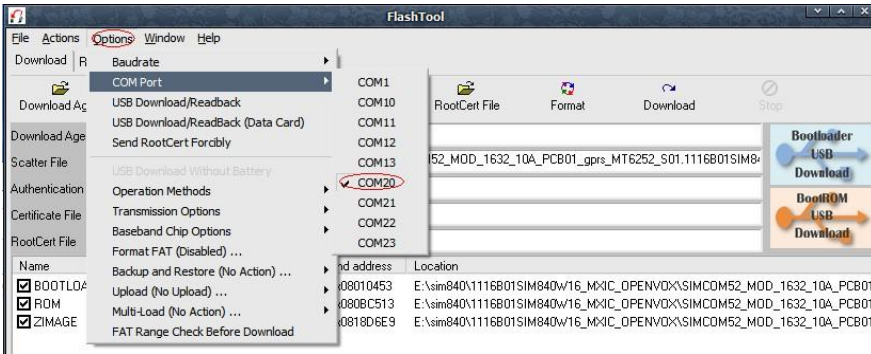 FlashTool
File Actions Options Window Help
Download R
Download Ag RootCert File Format Download Stop
Baudrate
COM Port
USB Download/Readback
USB Download/ReadBack (Data Card)
Send RootCert Forcibly
USB Download Without Battery
Operation Methods
Transmission Options
Baseband Chip Options
Format FAT (Disabled) ...
Backup and Restore (No Action) ...
Upload (No Upload) ...
Multi-Load (No Action) ...
FAT Range Check Before Download
COM1
COM10
COM11
COM12
COM13
COM20
COM21
COM22
COM23
Download Age
Scatter File
52_MOD_1632_10A_PCB01_gprs_MT6252_S01.1116B01SIM84
Authentication
Certificate File
RootCert File
Bootloader
USB
Download
BootROM
USB
Download
Name nd address Location
BOOTLOA 08010453 E:\sim840\1116B01SIM840W16_MXIC_OPENVOX\SIMCOM52_MOD_1632_10A_PCB01
ROM 080BC513 E:\sim840\1116B01SIM840W16_MXIC_OPENVOX\SIMCOM52_MOD_1632_10A_PCB01
ZIMAGE 0818D6E9 E:\sim840\1116B01SIM840W16_MXIC_OPENVOX\SIMCOM52_MOD_1632_10A_PCB01